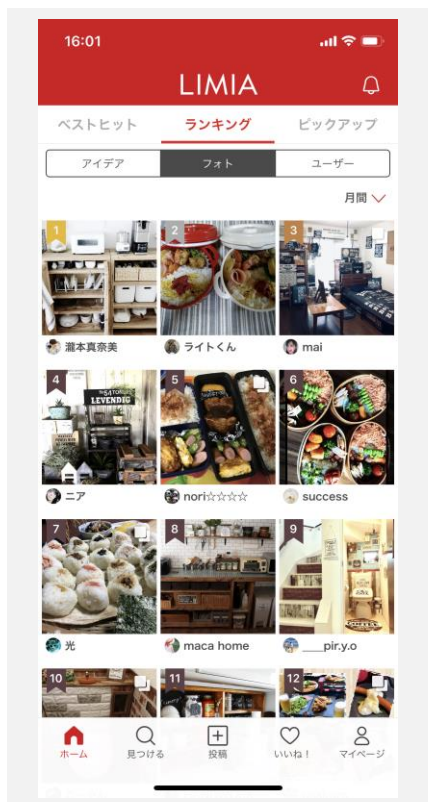 16:01
LIMIA
ベストヒット ランキング ピックアップ
アイデア フォト ユーザー
月間
1 2 3
瀧本真奈美 ライトくん mai
4 5 6
LEVENDIG
ニア nori☆☆☆☆ success
7 8 9
光 maca home ____pir.y.o
10 11 12
ホーム 見つける 投稿 いいね！ マイページ